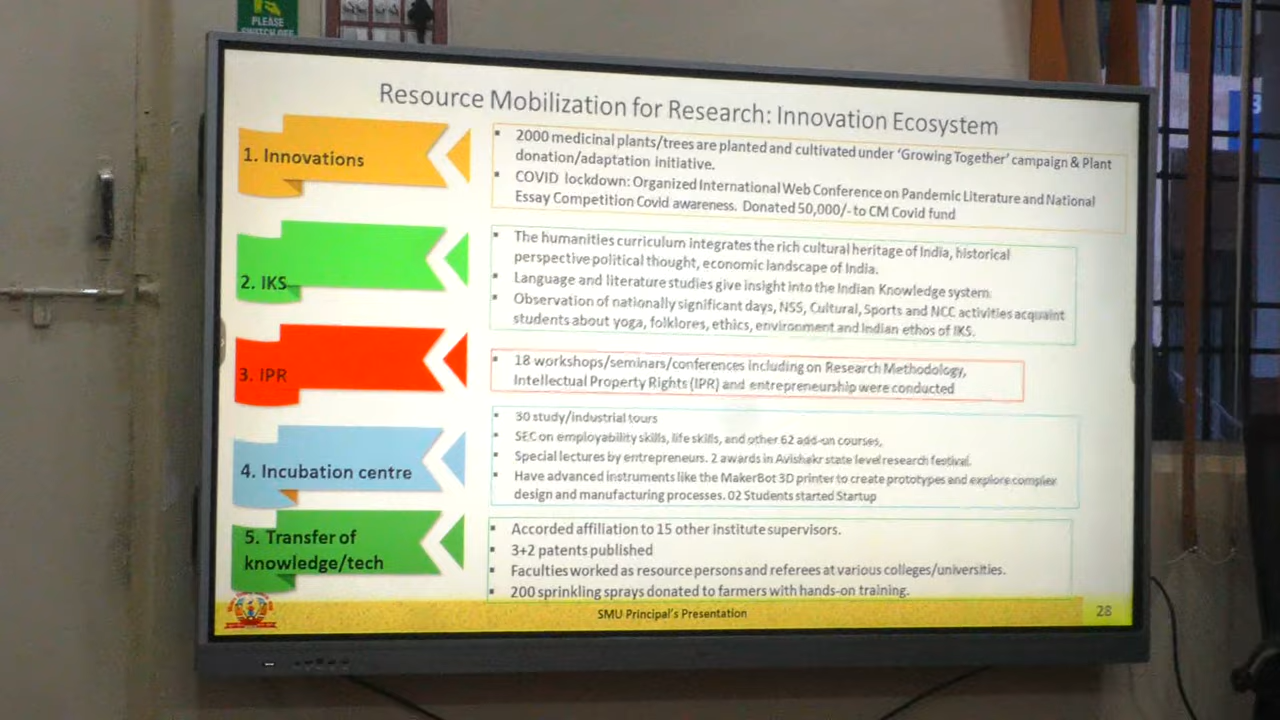 PLEASE
SWITCH OFF
Resource Mobilization for Research: Innovation Ecosystem
1. Innovations
▪ 2000 medicinal plants/trees are planted and cultivated under ‘Growing Together’ campaign & Plant
donation/adaptation initiative.
▪ COVID lockdown: Organized International Web Conference on Pandemic Literature and National
Essay Competition Covid awareness. Donated 50,000/- to CM Covid fund
2. IKS
▪ The humanities curriculum integrates the rich cultural heritage of India, historical
perspective political thought, economic landscape of India.
▪ Language and literature studies give insight into the Indian Knowledge system.
▪ Observation of nationally significant days, NSS, Cultural, Sports and NCC activities acquaint
students about yoga, folklores, ethics, environment and Indian ethos of IKS.
3. IPR
▪ 18 workshops/seminars/conferences including on Research Methodology,
Intellectual Property Rights (IPR) and entrepreneurship were conducted
4. Incubation centre
▪ 30 study/industrial tours
▪ SEC on employability skills, life skills, and other 62 add-on courses.
▪ Special lectures by entrepreneurs. 2 awards in Avishakr state level research festival.
▪ Have advanced instruments like the MakerBot 3D printer to create prototypes and explore complex
design and manufacturing processes. 02 Students started Startup
5. Transfer of
knowledge/tech
▪ Accorded affiliation to 15 other institute supervisors.
▪ 3+2 patents published
▪ Faculties worked as resource persons and referees at various colleges/universities.
▪ 200 sprinkling sprays donated to farmers with hands-on training.
SMU Principal's Presentation
28